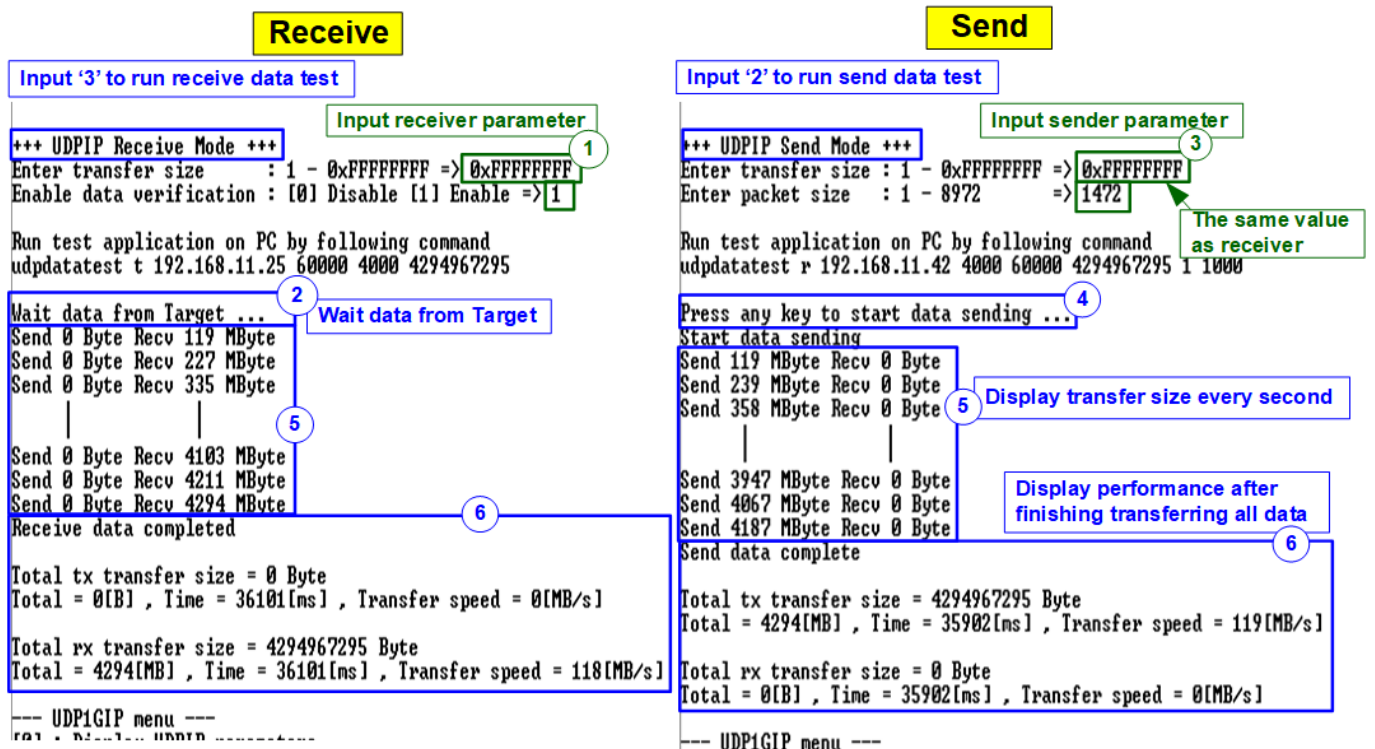 Receive
Input ‘3’ to run receive data test
Input receiver parameter
1
+++ UDPIP Receive Mode +++
Enter transfer size : 1 - 0xFFFFFFFF => 0xFFFFFFFF
Enable data verification : [0] Disable [1] Enable => 1
Run test application on PC by following command
udpdatatest t 192.168.11.25 60000 4000 4294967295
2
Wait data from Target ...
Wait data from Target
Send 0 Byte Recv 119 MByte
Send 0 Byte Recv 227 MByte
Send 0 Byte Recv 335 MByte
5
Send 0 Byte Recv 4103 MByte
Send 0 Byte Recv 4211 MByte
Send 0 Byte Recv 4294 MByte
6
Receive data completed
Total tx transfer size = 0 Byte
Total = 0[B] , Time = 36101[ms] , Transfer speed = 0[MB/s]
Total rx transfer size = 4294967295 Byte
Total = 4294[MB] , Time = 36101[ms] , Transfer speed = 118[MB/s]
--- UDP1GIP menu ---
Send
Input ‘2’ to run send data test
Input sender parameter
3
+++ UDPIP Send Mode +++
Enter transfer size : 1 - 0xFFFFFFFF => 0xFFFFFFFF
Enter packet size : 1 - 8972 => 1472
The same value
as receiver
Run test application on PC by following command
udpdatatest r 192.168.11.42 4000 60000 4294967295 1 1000
4
Press any key to start data sending ...
Start data sending
Send 119 MByte Recv 0 Byte
Send 239 MByte Recv 0 Byte
Send 358 MByte Recv 0 Byte
5
Display transfer size every second
Send 3947 MByte Recv 0 Byte
Send 4067 MByte Recv 0 Byte
Send 4187 MByte Recv 0 Byte
Display performance after
finishing transferring all data
6
Send data complete
Total tx transfer size = 4294967295 Byte
Total = 4294[MB] , Time = 35902[ms] , Transfer speed = 119[MB/s]
Total rx transfer size = 0 Byte
Total = 0[B] , Time = 35902[ms] , Transfer speed = 0[MB/s]
--- UDP1GIP menu ---